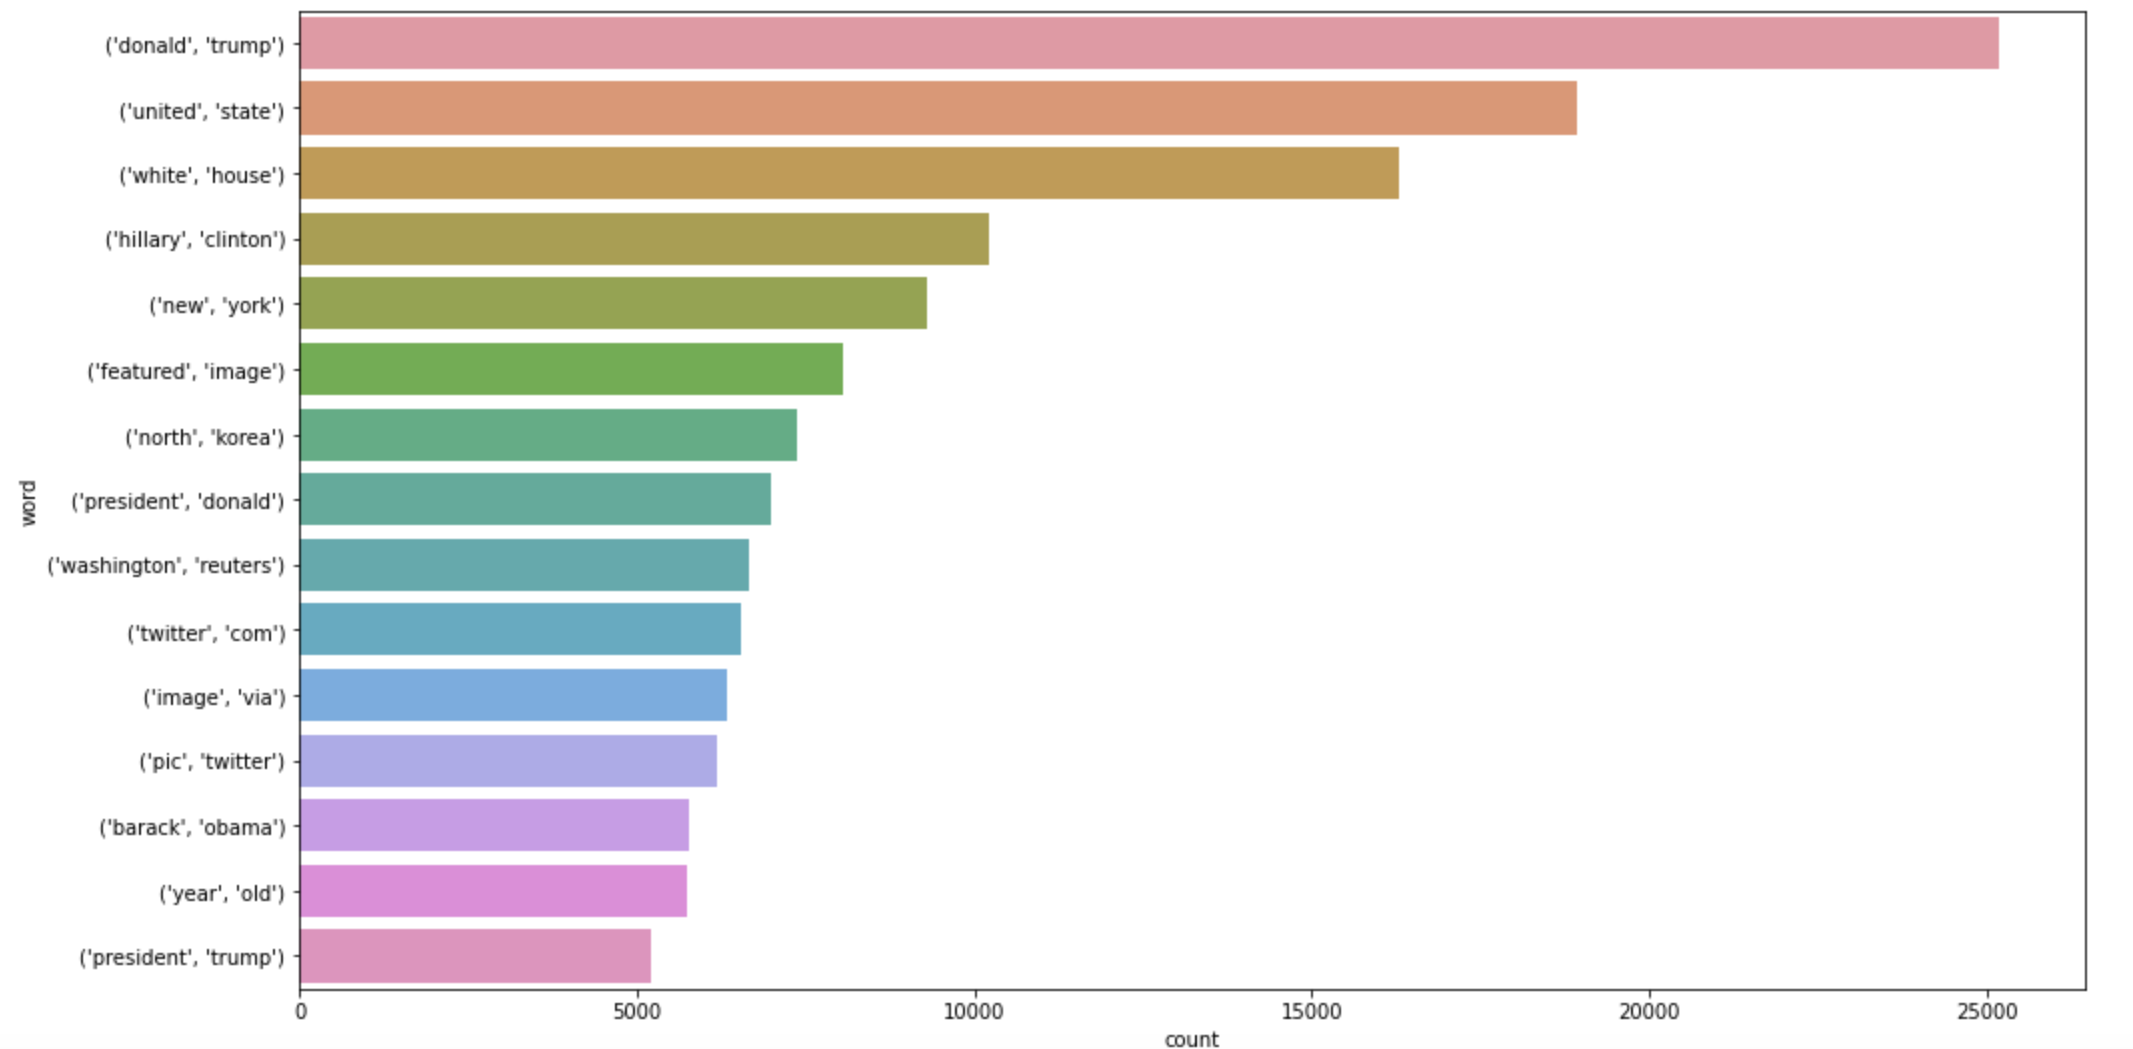 ('donald', 'trump')
('united', 'state')
('white', 'house')
('hillary', 'clinton')
('new', 'york')
('featured', 'image')
('north', 'korea')
('president', 'donald')
('washington', 'reuters')
('twitter', 'com')
('image', 'via')
('pic', 'twitter')
('barack', 'obama')
('year', 'old')
('president', 'trump')
word
0 5000 10000 15000 20000 25000
count